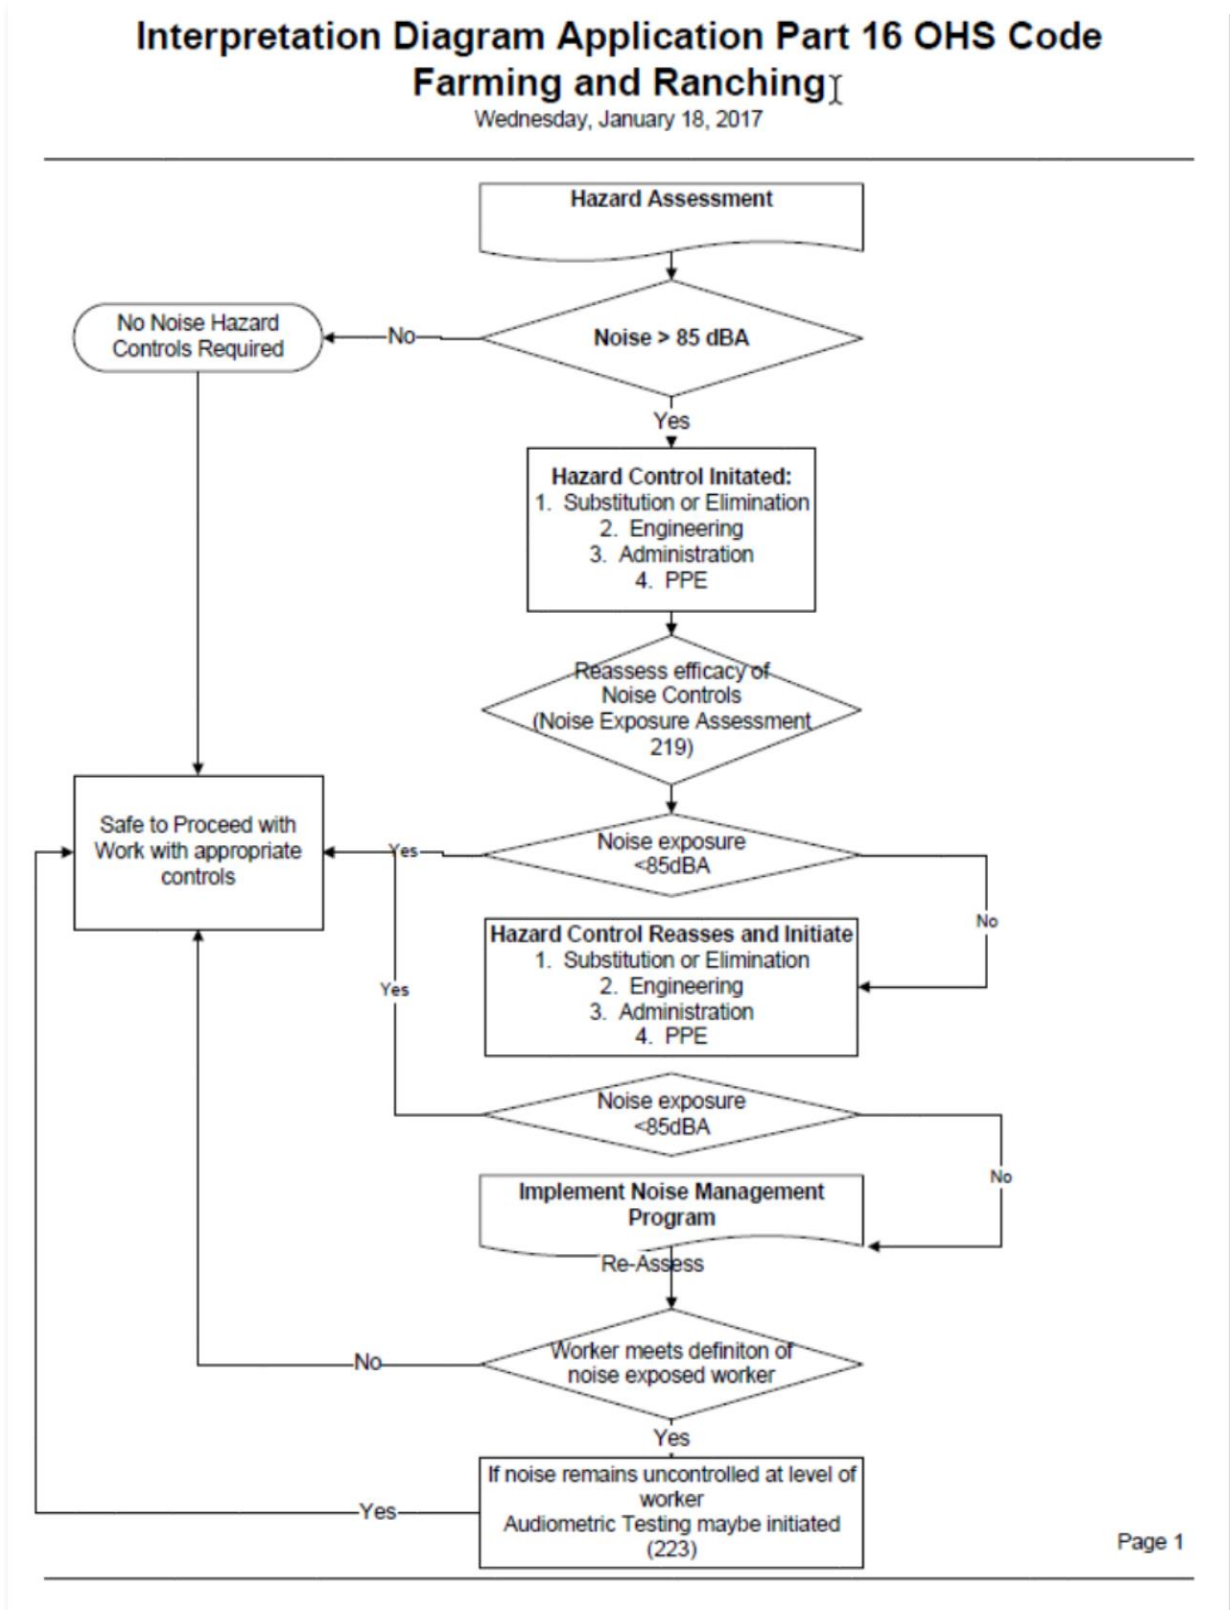 Interpretation Diagram Application Part 16 OHS Code
Farming and Ranching
Wednesday, January 18, 2017
Hazard Assessment
No Noise Hazard
Controls Required
No
Noise > 85 dBA
Yes
Hazard Control Initated:
1. Substitution or Elimination
2. Engineering
3. Administration
4. PPE
Reassess efficacy of
Noise Controls
(Noise Exposure Assessment
219)
Safe to Proceed with
Work with appropriate
controls
Yes
Noise exposure
<85dBA
No
Hazard Control Reasses and Initiate
1. Substitution or Elimination
2. Engineering
3. Administration
4. PPE
Yes
Noise exposure
<85dBA
No
Implement Noise Management
Program
Re-Assess
Worker meets definiton of
noise exposed worker
No
Yes
If noise remains uncontrolled at level of
worker
Audiometric Testing maybe initiated
(223)
Yes
Page 1